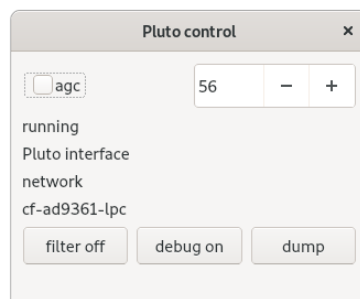 Pluto control ×
agc 56 − +
running
Pluto interface
network
cf-ad9361-lpc
filter off debug on dump